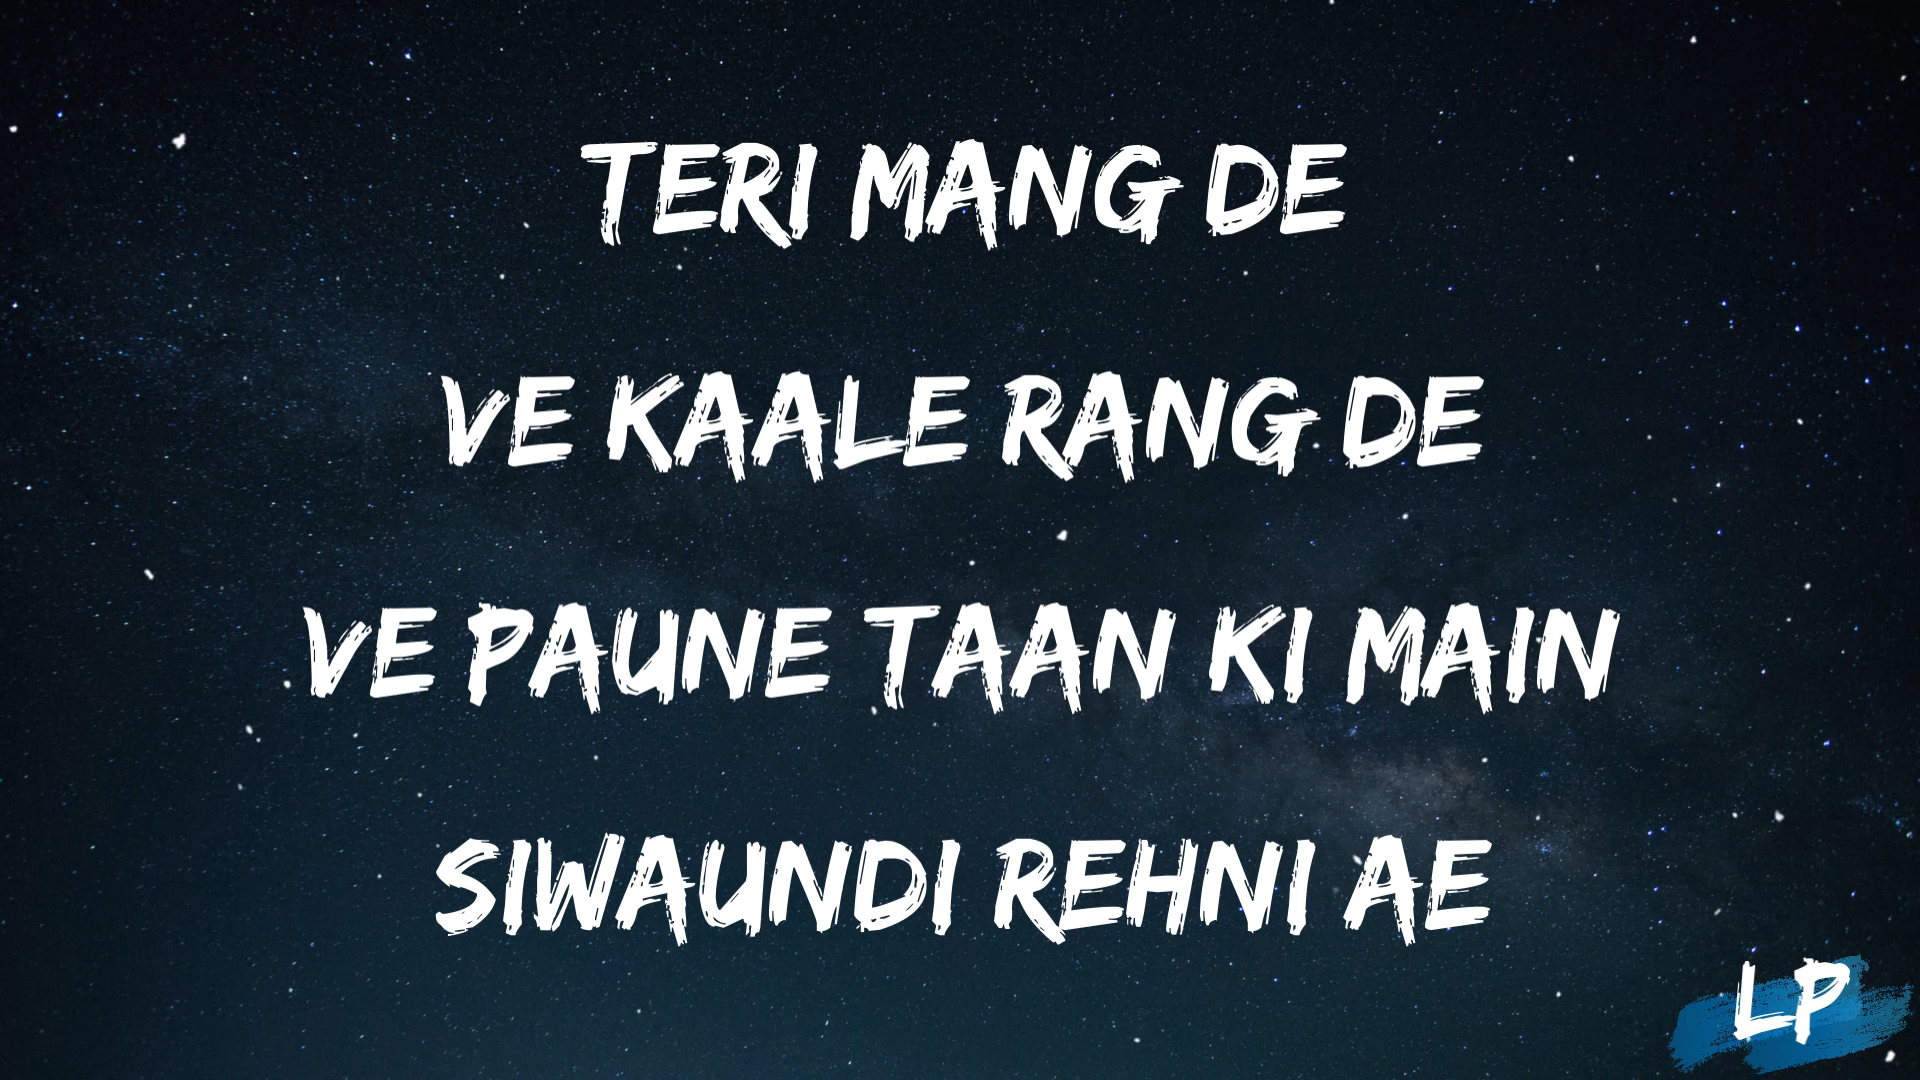 TERI MANG DE
VE KAALE RANG DE
VE PAUNE TAAN KI MAIN
SIWAUNDI REHNI AE
LP